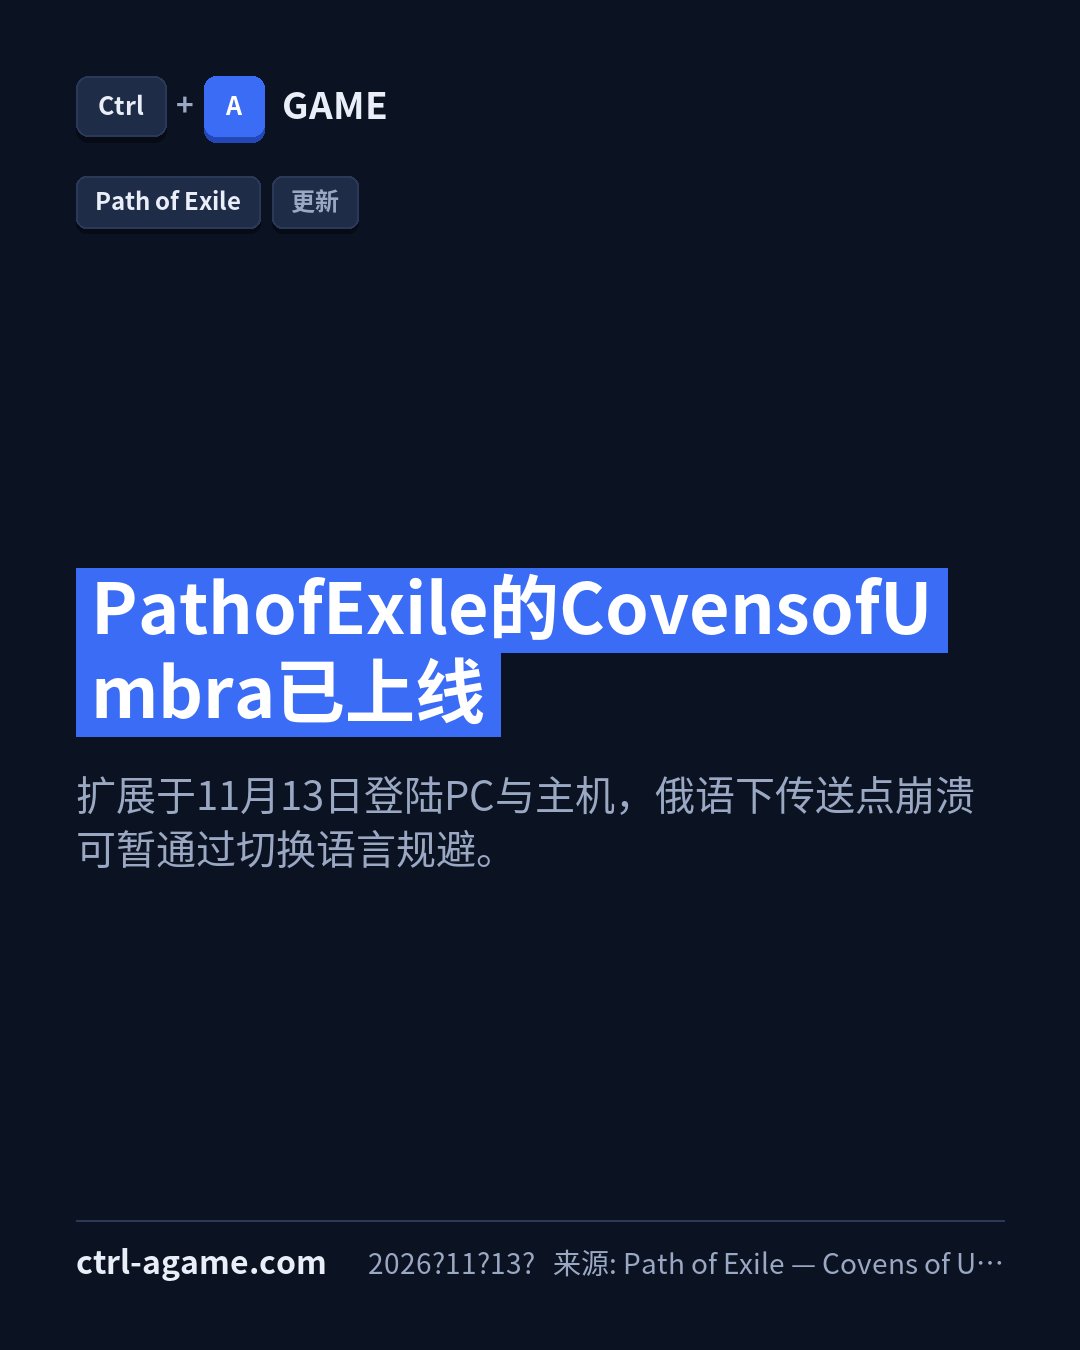 Ctrl + A GAME
Path of Exile 更新
PathofExile的CovensofU
mbra已上线
扩展于11月13日登陆PC与主机，俄语下传送点崩溃
可暂通过切换语言规避。
ctrl-agame.com 2026?11?13? 来源: Path of Exile — Covens of U…